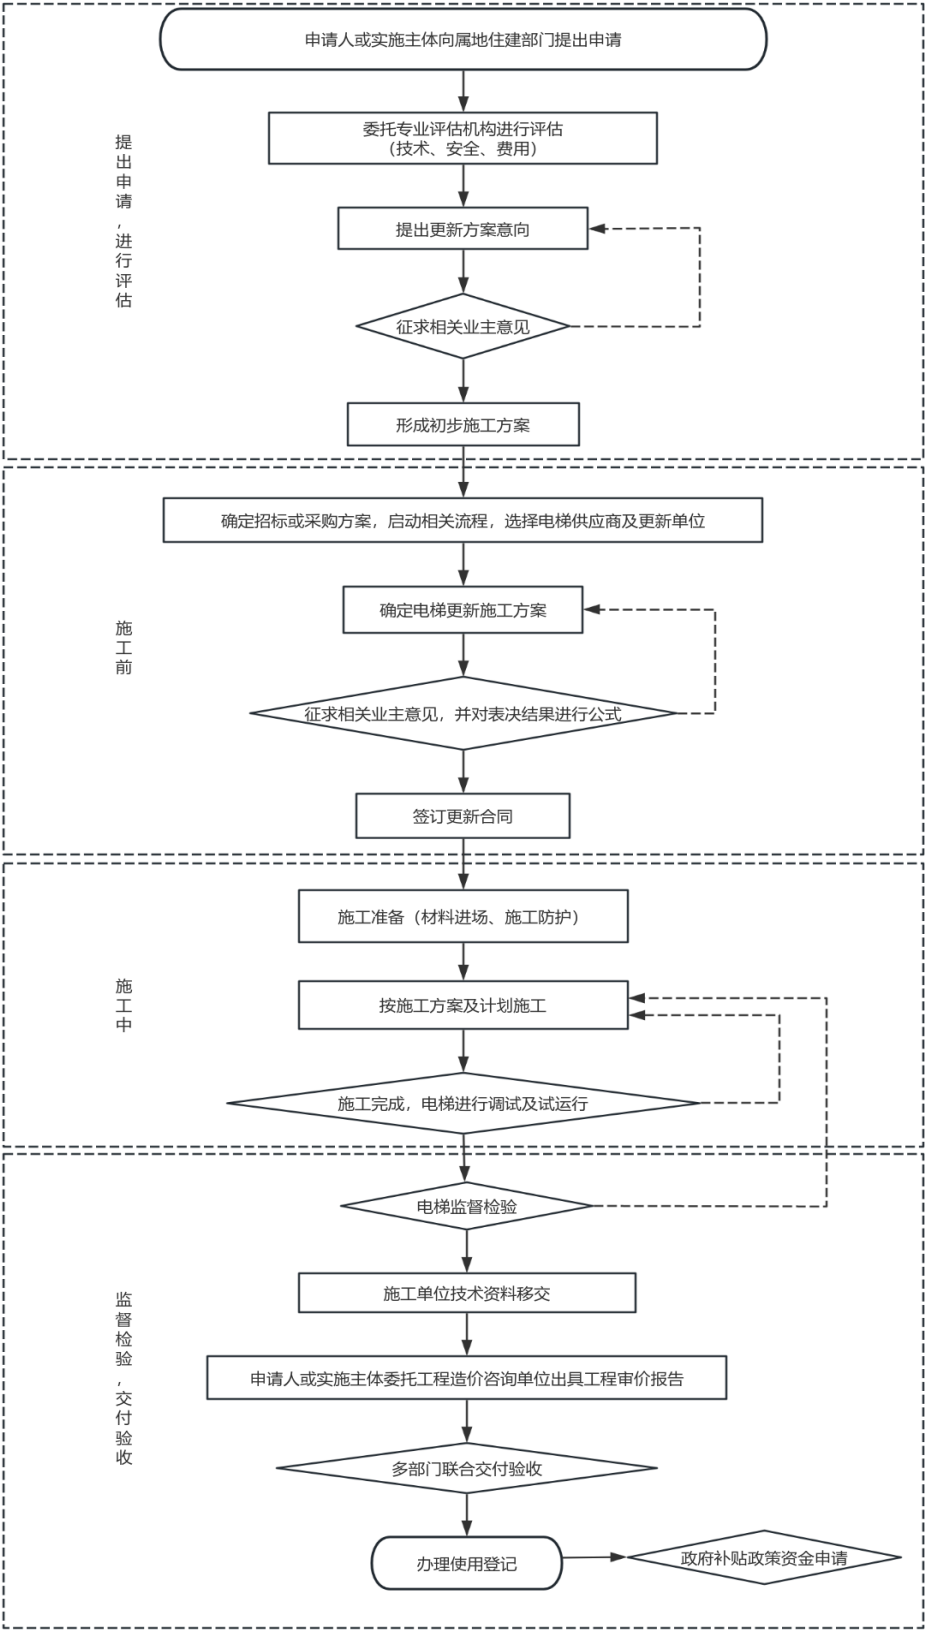 申请人或实施主体向属地住建部门提出申请
提出申请，进行评估
委托专业评估机构进行评估
（技术、安全、费用）
提出更新方案意向
征求相关业主意见
形成初步施工方案
施工前
确定招标或采购方案，启动相关流程，选择电梯供应商及更新单位
确定电梯更新施工方案
征求相关业主意见，并对表决结果进行公式
签订更新合同
施工中
施工准备（材料进场、施工防护）
按施工方案及计划施工
施工完成，电梯进行调试及试运行
监督检验，交付验收
电梯监督检验
施工单位技术资料移交
申请人或实施主体委托工程造价咨询单位出具工程审价报告
多部门联合交付验收
办理使用登记
政府补贴政策资金申请